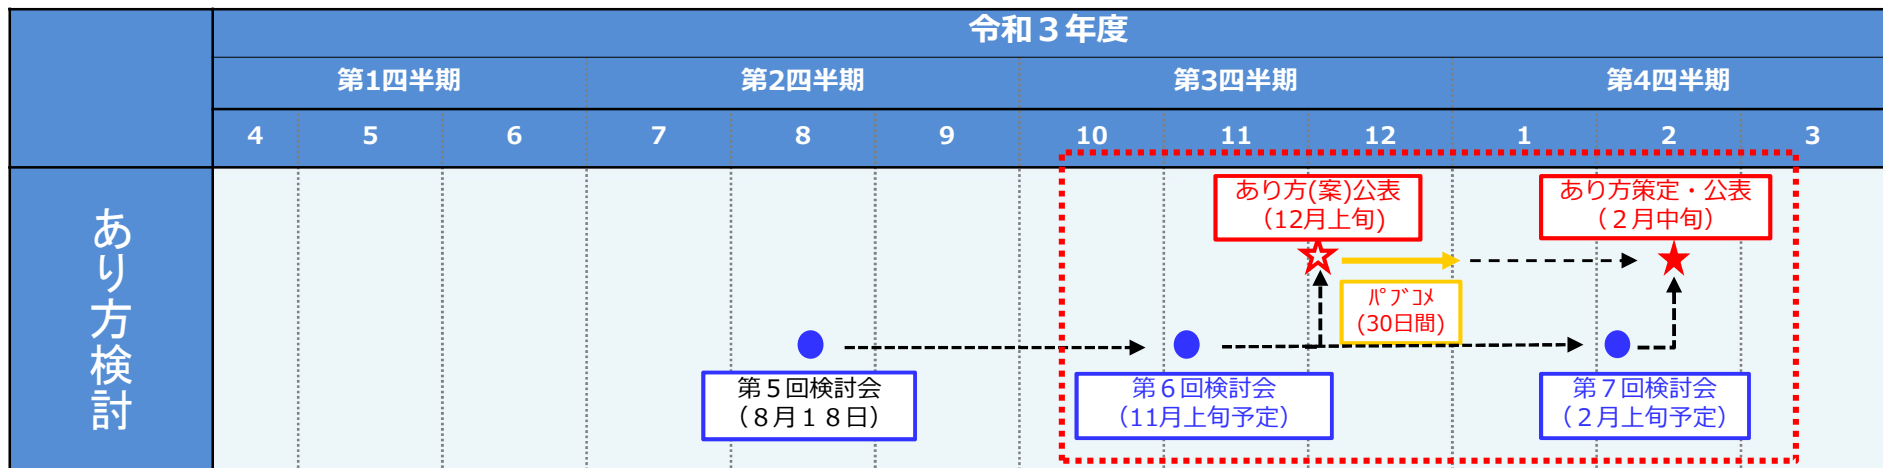 令和３年度
第1四半期
第2四半期
第3四半期
第4四半期
4
5
6
7
8
9
10
11
12
1
2
3
あり方検討
あり方(案)公表
（12月上旬)
あり方策定・公表
（２月中旬）
ﾊﾟﾌﾞｺﾒ
(30日間)
第５回検討会
（８月１８日）
第６回検討会
（11月上旬予定）
第７回検討会
（２月上旬予定）